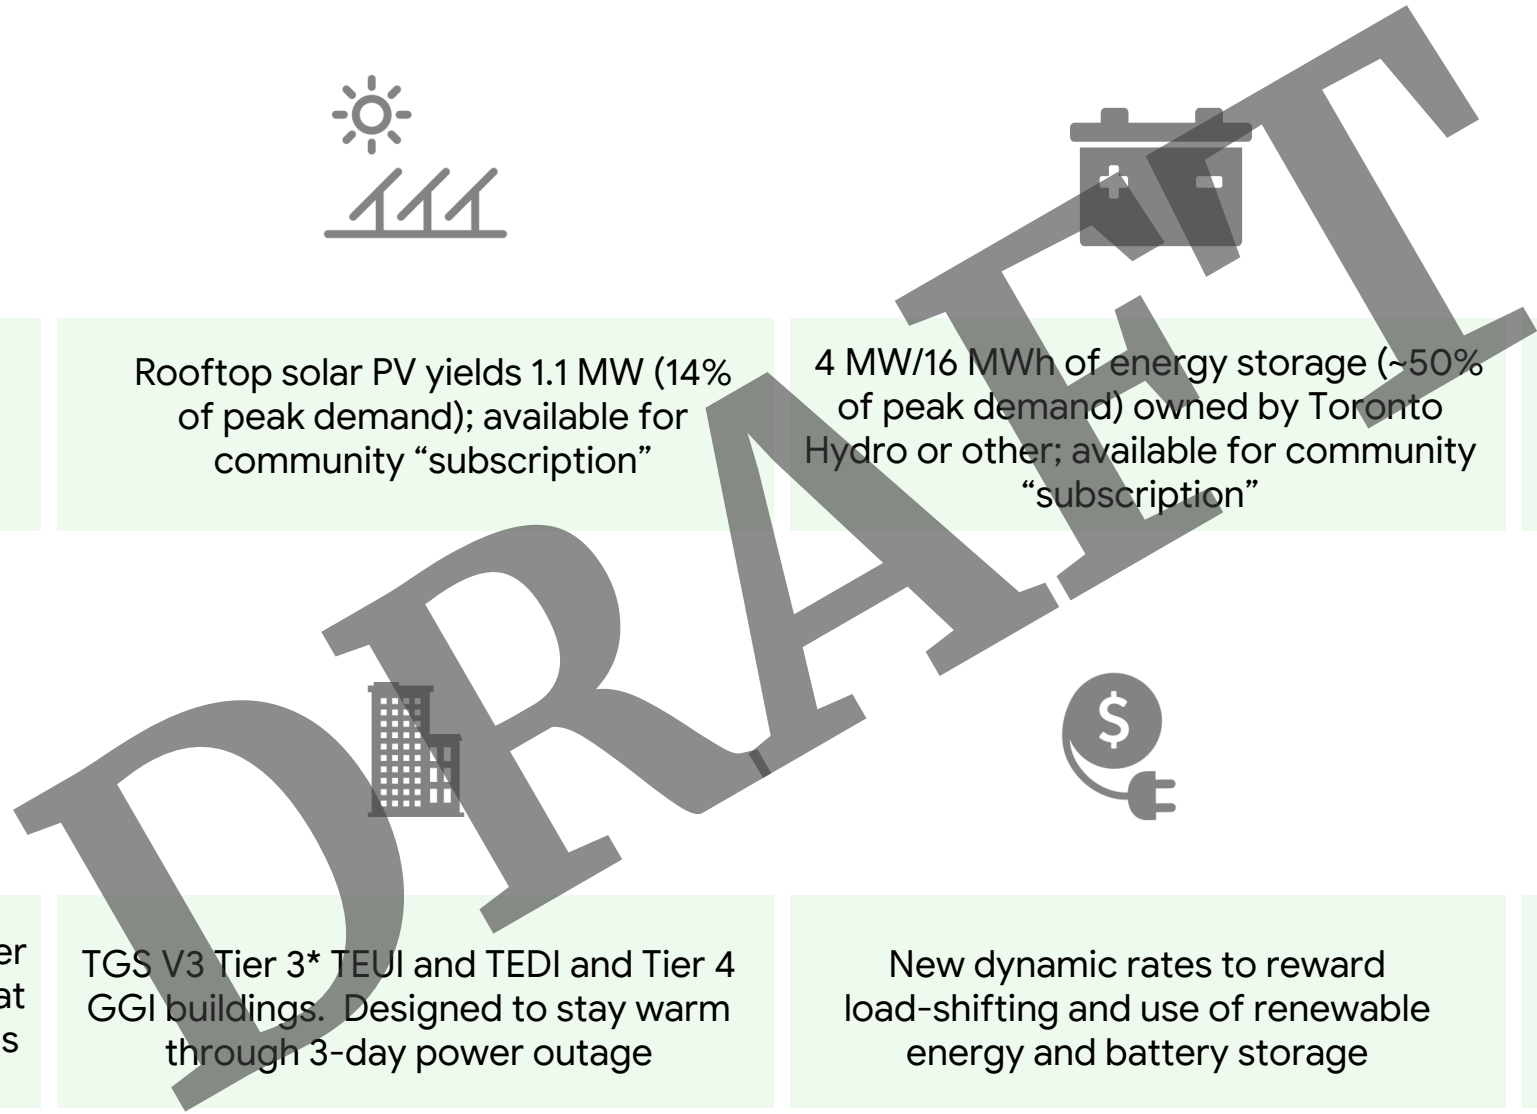 Rooftop solar PV yields 1.1 MW (14%
of peak demand); available for
community “subscription”
4 MW/16 MWh of energy storage (~50%
of peak demand) owned by Toronto
Hydro or other; available for community
“subscription”
$
er
at
s
TGS V3 Tier 3* TEUI and TEDI and Tier 4
GGI buildings. Designed to stay warm
through 3-day power outage
New dynamic rates to reward
load-shifting and use of renewable
energy and battery storage
DRAFT